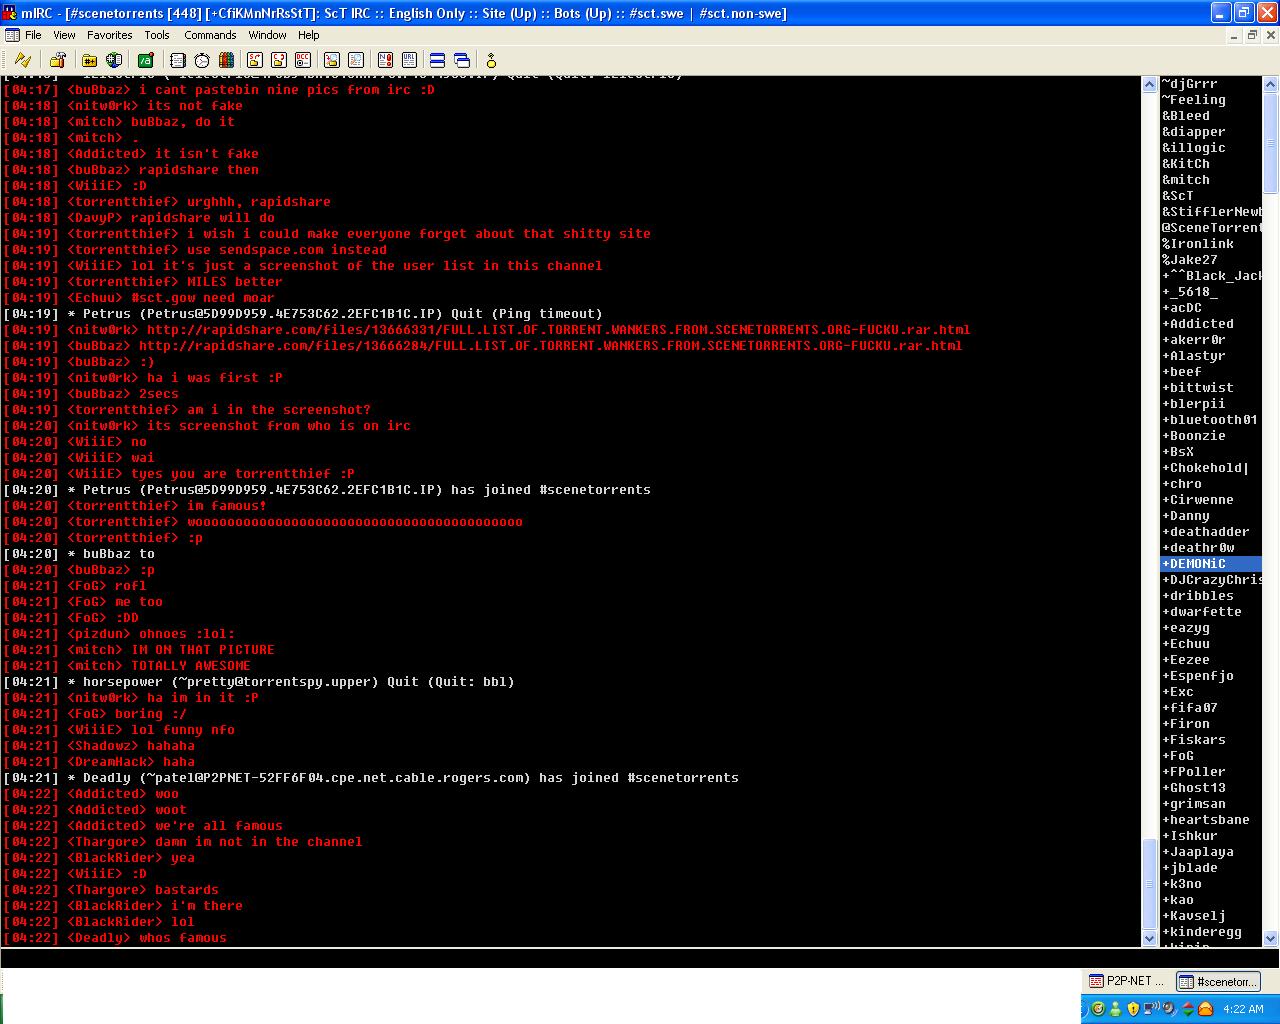 mIRC - [#scenetorrents [448] [+CfiKMnNrRsStT]: ScT IRC :: English Only :: Site (Up) :: Bots (Up) :: #sct.swe | #sct.non-swe]
File View Favorites Tools Commands Window Help
[04:17] <buBbaz> i cant pastebin nine pics from irc :D
[04:18] <nitw0rk> its not fake
[04:18] <mitch> buBbaz, do it
[04:18] <mitch> .
[04:18] <Addicted> it isn't fake
[04:18] <buBbaz> rapidshare then
[04:18] <WiiiE> :D
[04:18] <torrentthief> urghhh, rapidshare
[04:18] <DavyP> rapidshare will do
[04:19] <torrentthief> i wish i could make everyone forget about that shitty site
[04:19] <torrentthief> use sendspace.com instead
[04:19] <WiiiE> lol it's just a screenshot of the user list in this channel
[04:19] <torrentthief> MILES better
[04:19] <Echuu> #sct.gov need moar
[04:19] * Petrus (Petrus@5D99D959.4E753C62.2EFC1B1C.IP) Quit (Ping timeout)
[04:19] <nitw0rk> http://rapidshare.com/files/13666331/FULL.LIST.OF.TORRENT.WANKERS.FROM.SCENETORRENTS.ORG-FUCKU.rar.html
[04:19] <buBbaz> http://rapidshare.com/files/13666284/FULL.LIST.OF.TORRENT.WANKERS.FROM.SCENETORRENTS.ORG-FUCKU.rar.html
[04:19] <buBbaz> :)
[04:19] <nitw0rk> ha i was first :P
[04:19] <buBbaz> 2secs
[04:19] <torrentthief> am i in the screenshot?
[04:20] <nitw0rk> its screenshot from who is on irc
[04:20] <WiiiE> no
[04:20] <WiiiE> wai
[04:20] <WiiiE> tyes you are torrentthief :P
[04:20] * Petrus (Petrus@5D99D959.4E753C62.2EFC1B1C.IP) has joined #scenetorrents
[04:20] <torrentthief> im famous!
[04:20] <torrentthief> wooooooooooooooooooooooooooooooooooooooooo
[04:20] <torrentthief> :p
[04:20] * buBbaz to
[04:20] <buBbaz> :p
[04:21] <FoG> rofl
[04:21] <FoG> me too
[04:21] <FoG> :DD
[04:21] <pizdun> ohnoes :lol:
[04:21] <mitch> IM ON THAT PICTURE
[04:21] <mitch> TOTALLY AWESOME
[04:21] * horsepower (~pretty@torrentspy.upper) Quit (Quit: bbl)
[04:21] <nitw0rk> ha im in it :P
[04:21] <FoG> boring :/
[04:21] <WiiiE> lol funny nfo
[04:21] <Shadowz> hahaha
[04:21] <DreamHack> haha
[04:21] * Deadly (~patel@P2PNET-52FF6F04.cpe.net.cable.rogers.com) has joined #scenetorrents
[04:22] <Addicted> woo
[04:22] <Addicted> woot
[04:22] <Addicted> we're all famous
[04:22] <Thargore> damn im not in the channel
[04:22] <BlackRider> yea
[04:22] <WiiiE> :D
[04:22] <Thargore> bastards
[04:22] <BlackRider> i'm there
[04:22] <BlackRider> lol
[04:22] <Deadly> whos famous
~djGrrr
~Feeling
&Bleed
&diapper
&illogic
&KitCh
&mitch
&ScT
&StifflerNewb
@SceneTorrent
%Ironlink
%Jake27
+^^Black_Jack
+_5618_
+acDC
+Addicted
+akerr0r
+Alastyr
+beef
+bittwist
+blerpii
+bluetooth01
+Boonzie
+BsX
+Chokehold|
+chro
+Cirwenne
+Danny
+deathadder
+deathr0w
+DEMONiC
+DJCrazyChris
+dribbles
+dwarfette
+eazyg
+Echuu
+Eezee
+Espenfjo
+Exc
+fifa07
+Firon
+Fiskars
+FoG
+FPoller
+Ghost13
+grimsan
+heartsbane
+Ishkur
+Jaaplaya
+jblade
+k3no
+kao
+Kavselj
+kinderegg
P2P-NET ...
#scenetorr...
4:22 AM